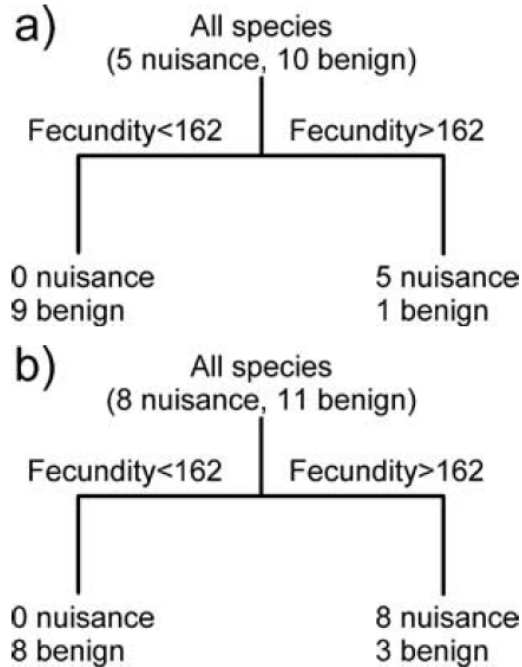 a)
All species
(5 nuisance, 10 benign)
Fecundity<162 Fecundity>162
0 nuisance 5 nuisance
9 benign 1 benign
b)
All species
(8 nuisance, 11 benign)
Fecundity<162 Fecundity>162
0 nuisance 8 nuisance
8 benign 3 benign